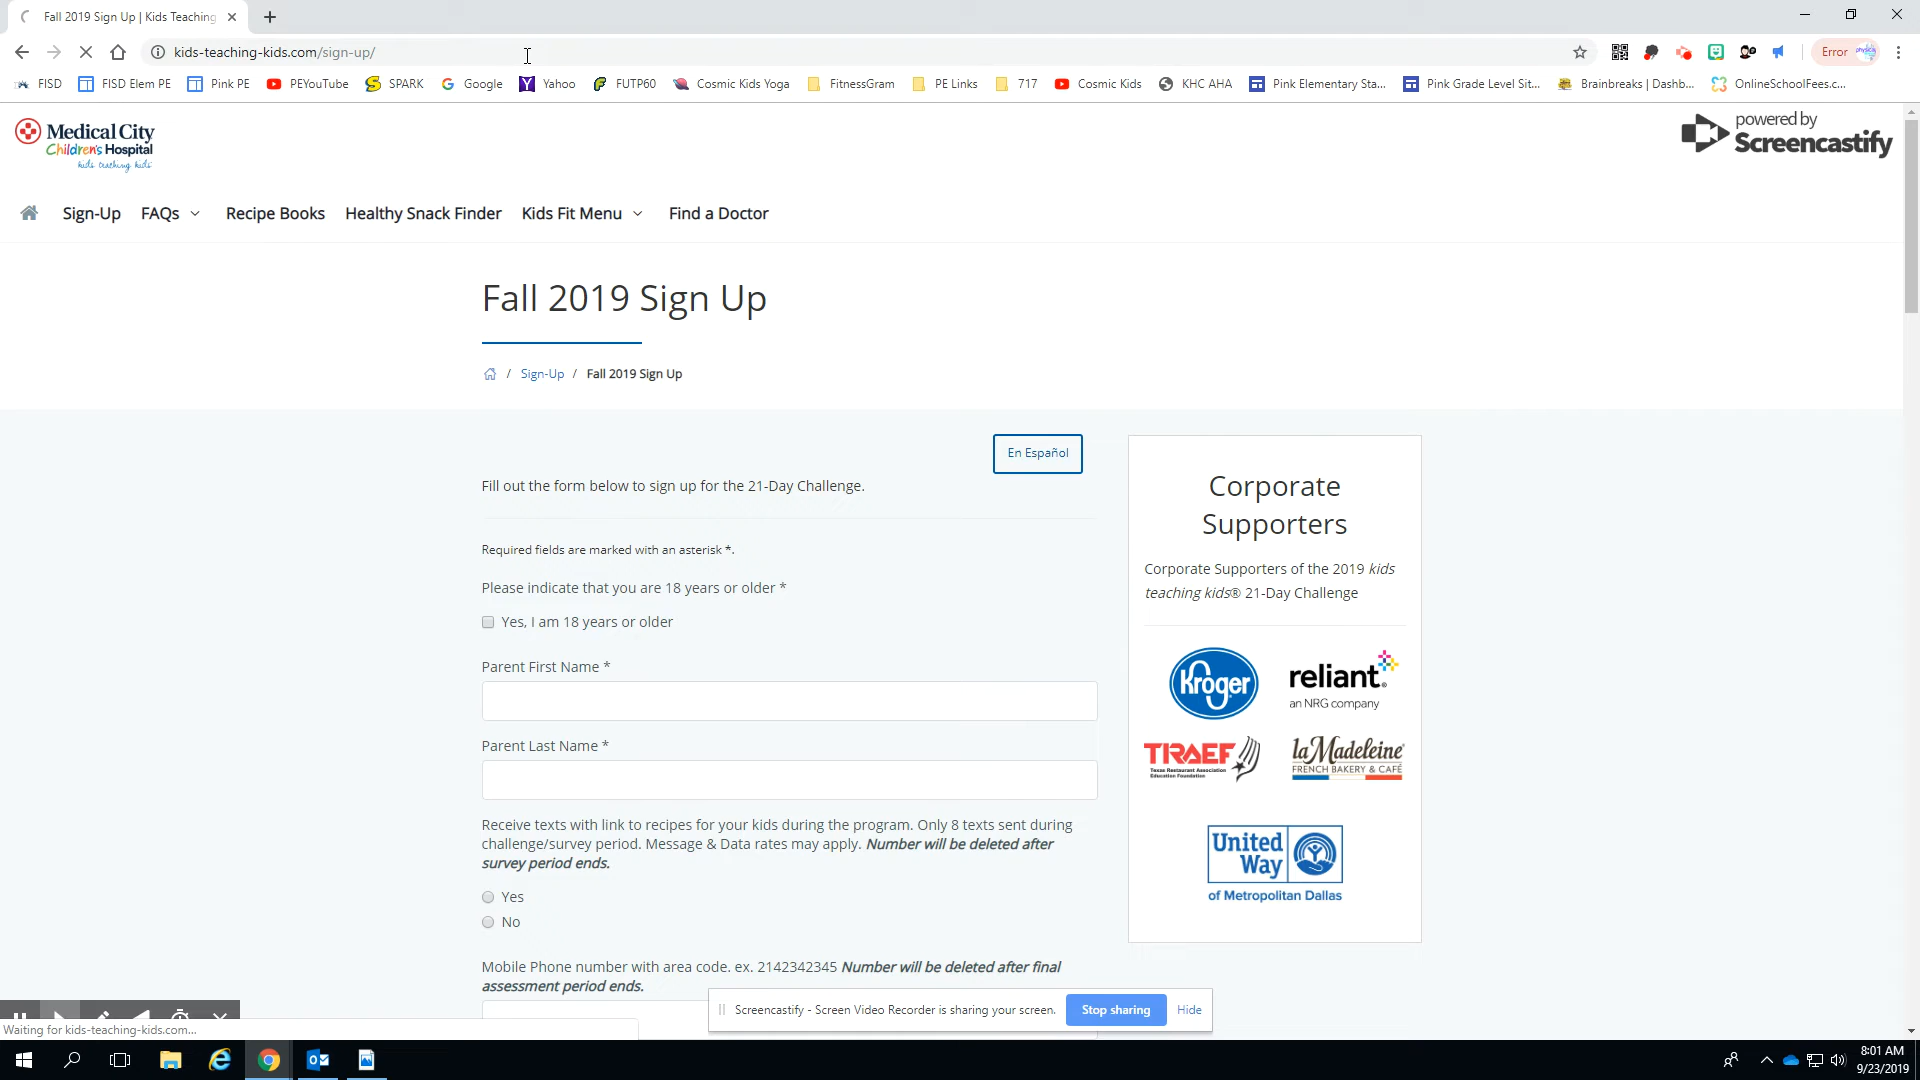 Fall 2019 Sign Up | Kids Teaching
kids-teaching-kids.com/sign-up/
Error
FISD FISD Elem PE Pink PE PEYouTube SPARK Google Yahoo FUTP60 Cosmic Kids Yoga FitnessGram PE Links 717 Cosmic Kids KHC AHA Pink Elementary Sta... Pink Grade Level Sit... Brainbreaks | Dashb... OnlineSchoolFees.c...
Medical City
Children's Hospital
kids teaching kids
powered by
Screencastify
Sign-Up FAQs Recipe Books Healthy Snack Finder Kids Fit Menu Find a Doctor
Fall 2019 Sign Up
/ Sign-Up / Fall 2019 Sign Up
En Español
Fill out the form below to sign up for the 21-Day Challenge.
Required fields are marked with an asterisk *.
Please indicate that you are 18 years or older *
Yes, I am 18 years or older
Parent First Name *
Parent Last Name *
Receive texts with link to recipes for your kids during the program. Only 8 texts sent during
challenge/survey period. Message & Data rates may apply. Number will be deleted after
survey period ends.
Yes
No
Mobile Phone number with area code. ex. 2142342345 Number will be deleted after final
assessment period ends.
Corporate
Supporters
Corporate Supporters of the 2019 kids
teaching kids® 21-Day Challenge
Kroger
reliant
an NRG company
TRAEF
Texas Restaurant Association
Education Foundation
la Madeleine
FRENCH BAKERY & CAFÉ
United
Way
of Metropolitan Dallas
Screencastify - Screen Video Recorder is sharing your screen. Stop sharing Hide
Waiting for kids-teaching-kids.com...
8:01 AM
9/23/2019